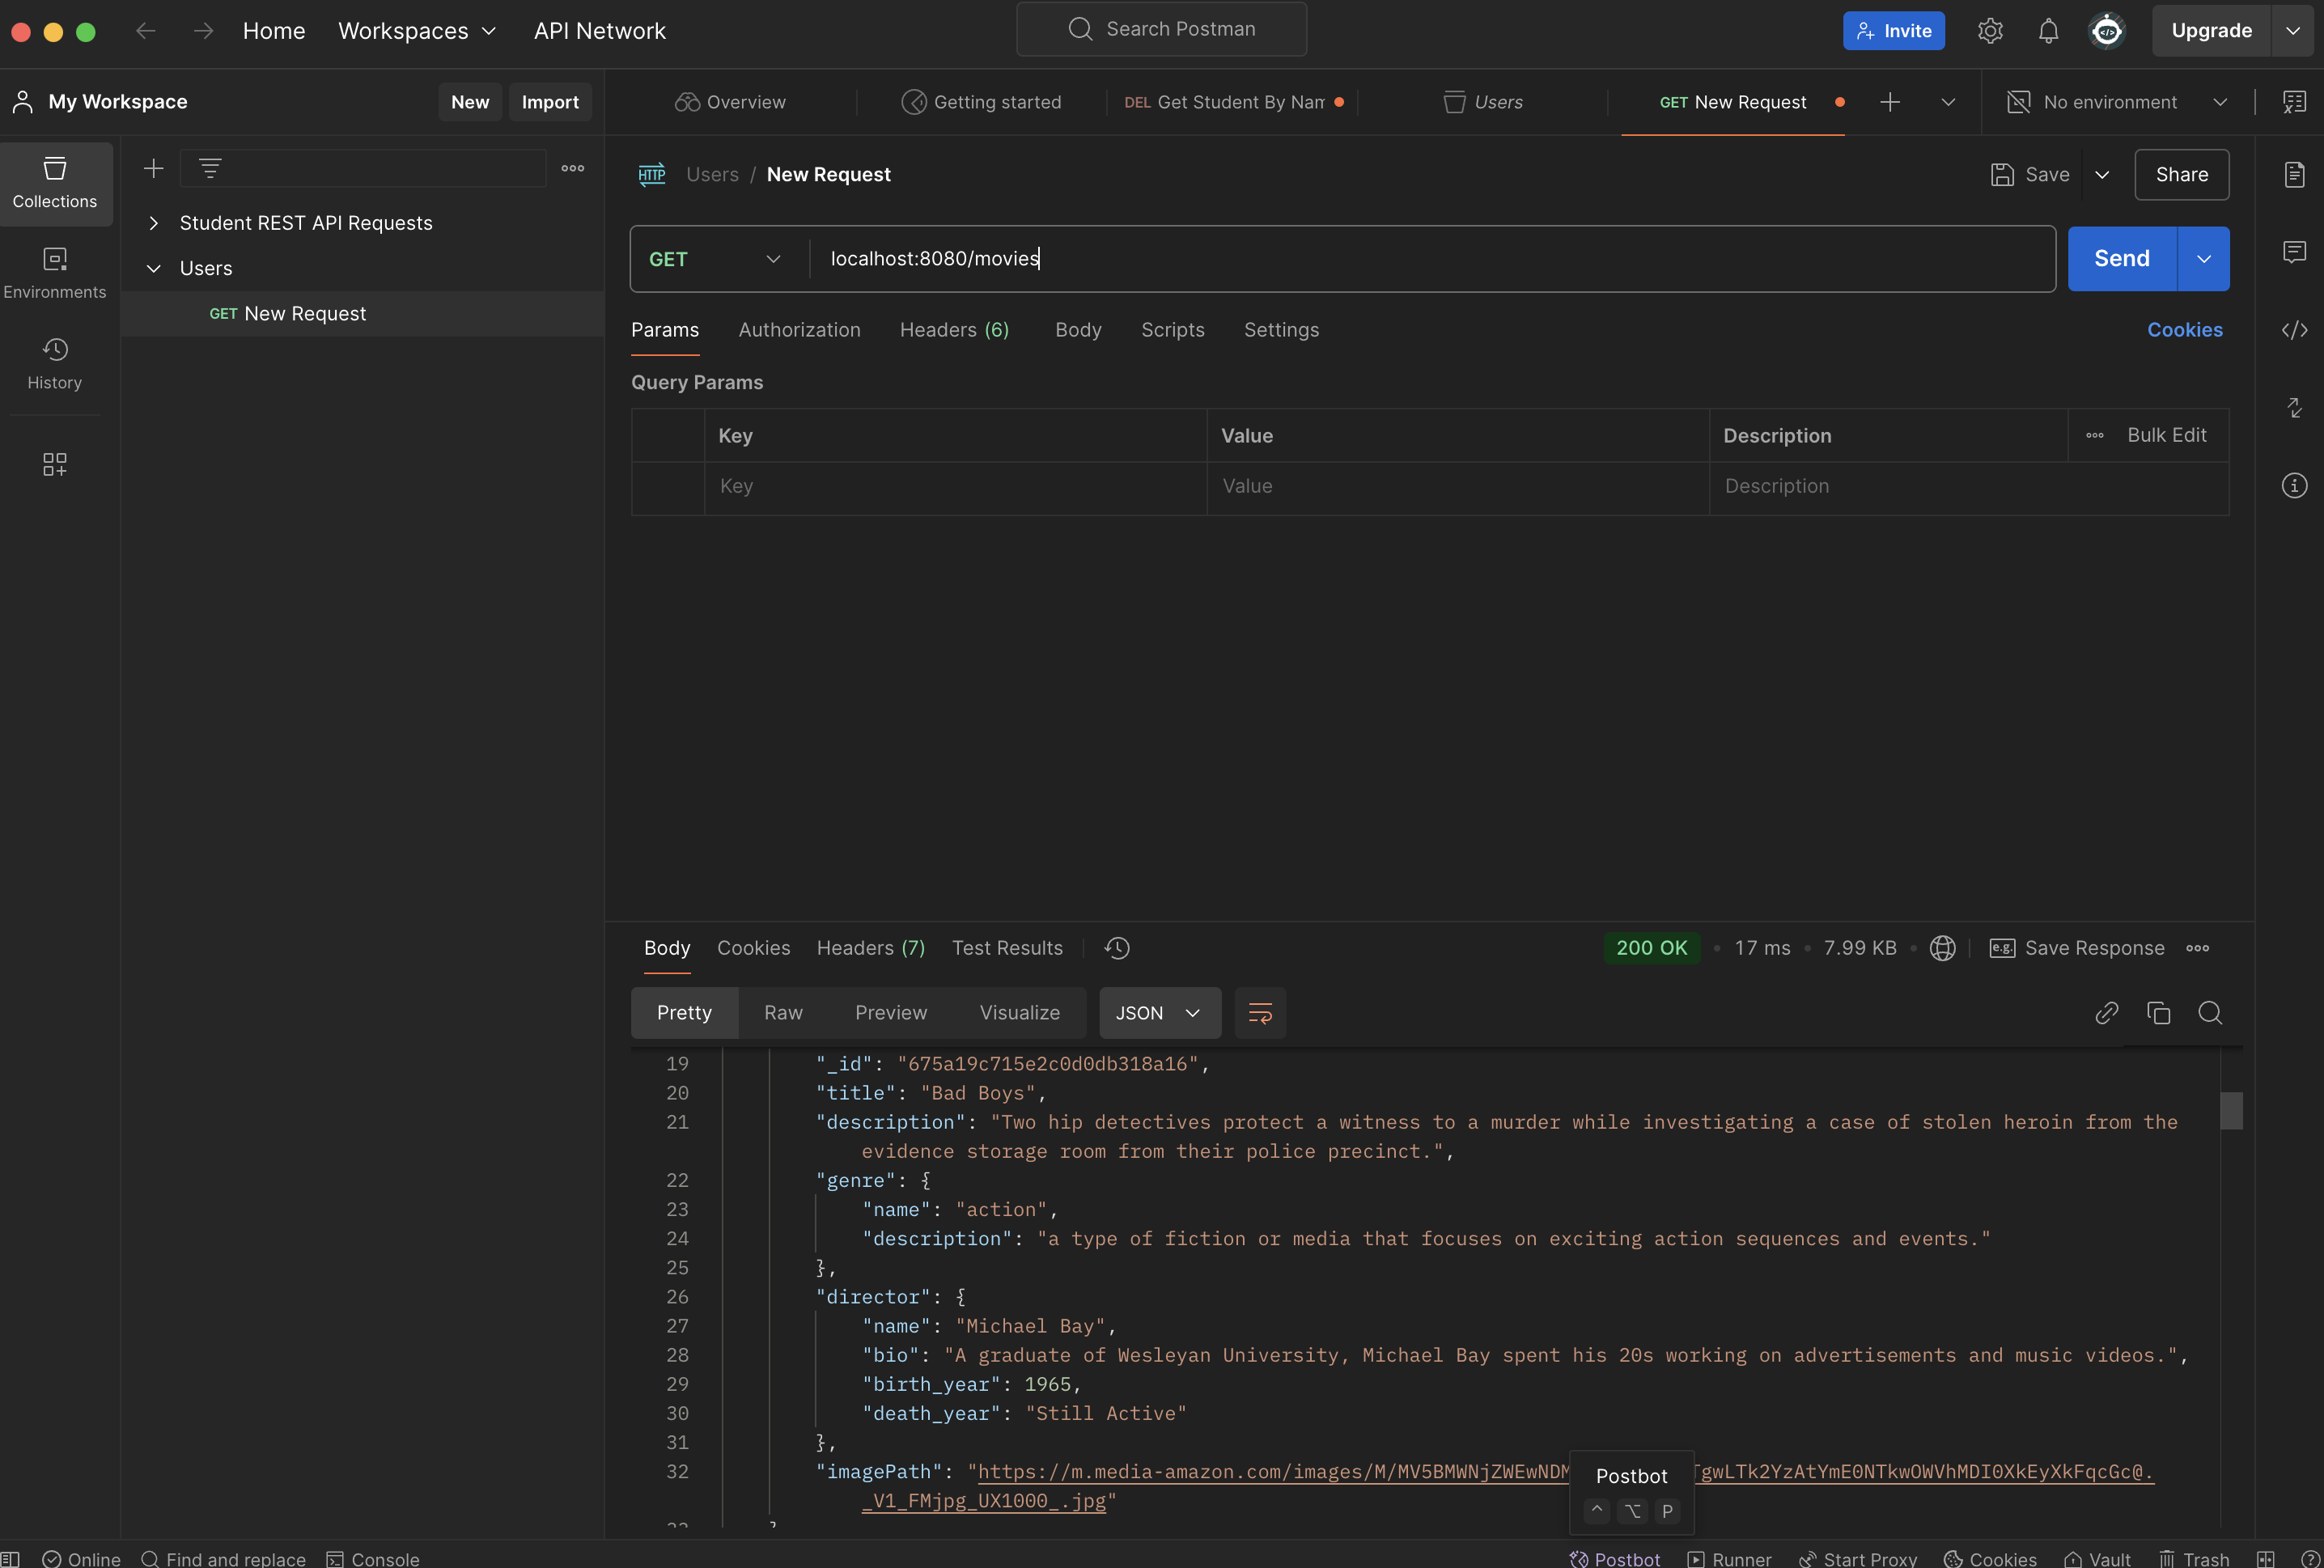 Home Workspaces API Network Search Postman Invite Upgrade
My Workspace New Import Overview Getting started DEL Get Student By Nam Users GET New Request No environment
Collections
Environments
History
Student REST API Requests
Users
GET New Request
HTTP Users / New Request Save Share
GET localhost:8080/movies Send
Params Authorization Headers (6) Body Scripts Settings Cookies
Query Params
Key Value Description Bulk Edit
Key Value Description
Body Cookies Headers (7) Test Results 200 OK • 17 ms • 7.99 KB • e.g. Save Response
Pretty Raw Preview Visualize JSON
19 "_id": "675a19c715e2c0d0db318a16",
20 "title": "Bad Boys",
21 "description": "Two hip detectives protect a witness to a murder while investigating a case of stolen heroin from the
evidence storage room from their police precinct.",
22 "genre": {
23 "name": "action",
24 "description": "a type of fiction or media that focuses on exciting action sequences and events."
25 },
26 "director": {
27 "name": "Michael Bay",
28 "bio": "A graduate of Wesleyan University, Michael Bay spent his 20s working on advertisements and music videos.",
29 "birth_year": 1965,
30 "death_year": "Still Active"
31 },
32 "imagePath": "https://m.media-amazon.com/images/M/MV5BMWNjZWEwNDM TgwLTk2YzAtYmE0NTkwOWVhMDI0XkEyXkFqcGc@.
_V1_FMjpg_UX1000_.jpg"
Postbot
^ ⌥ P
Online Find and replace Console Postbot Runner Start Proxy Cookies Vault Trash